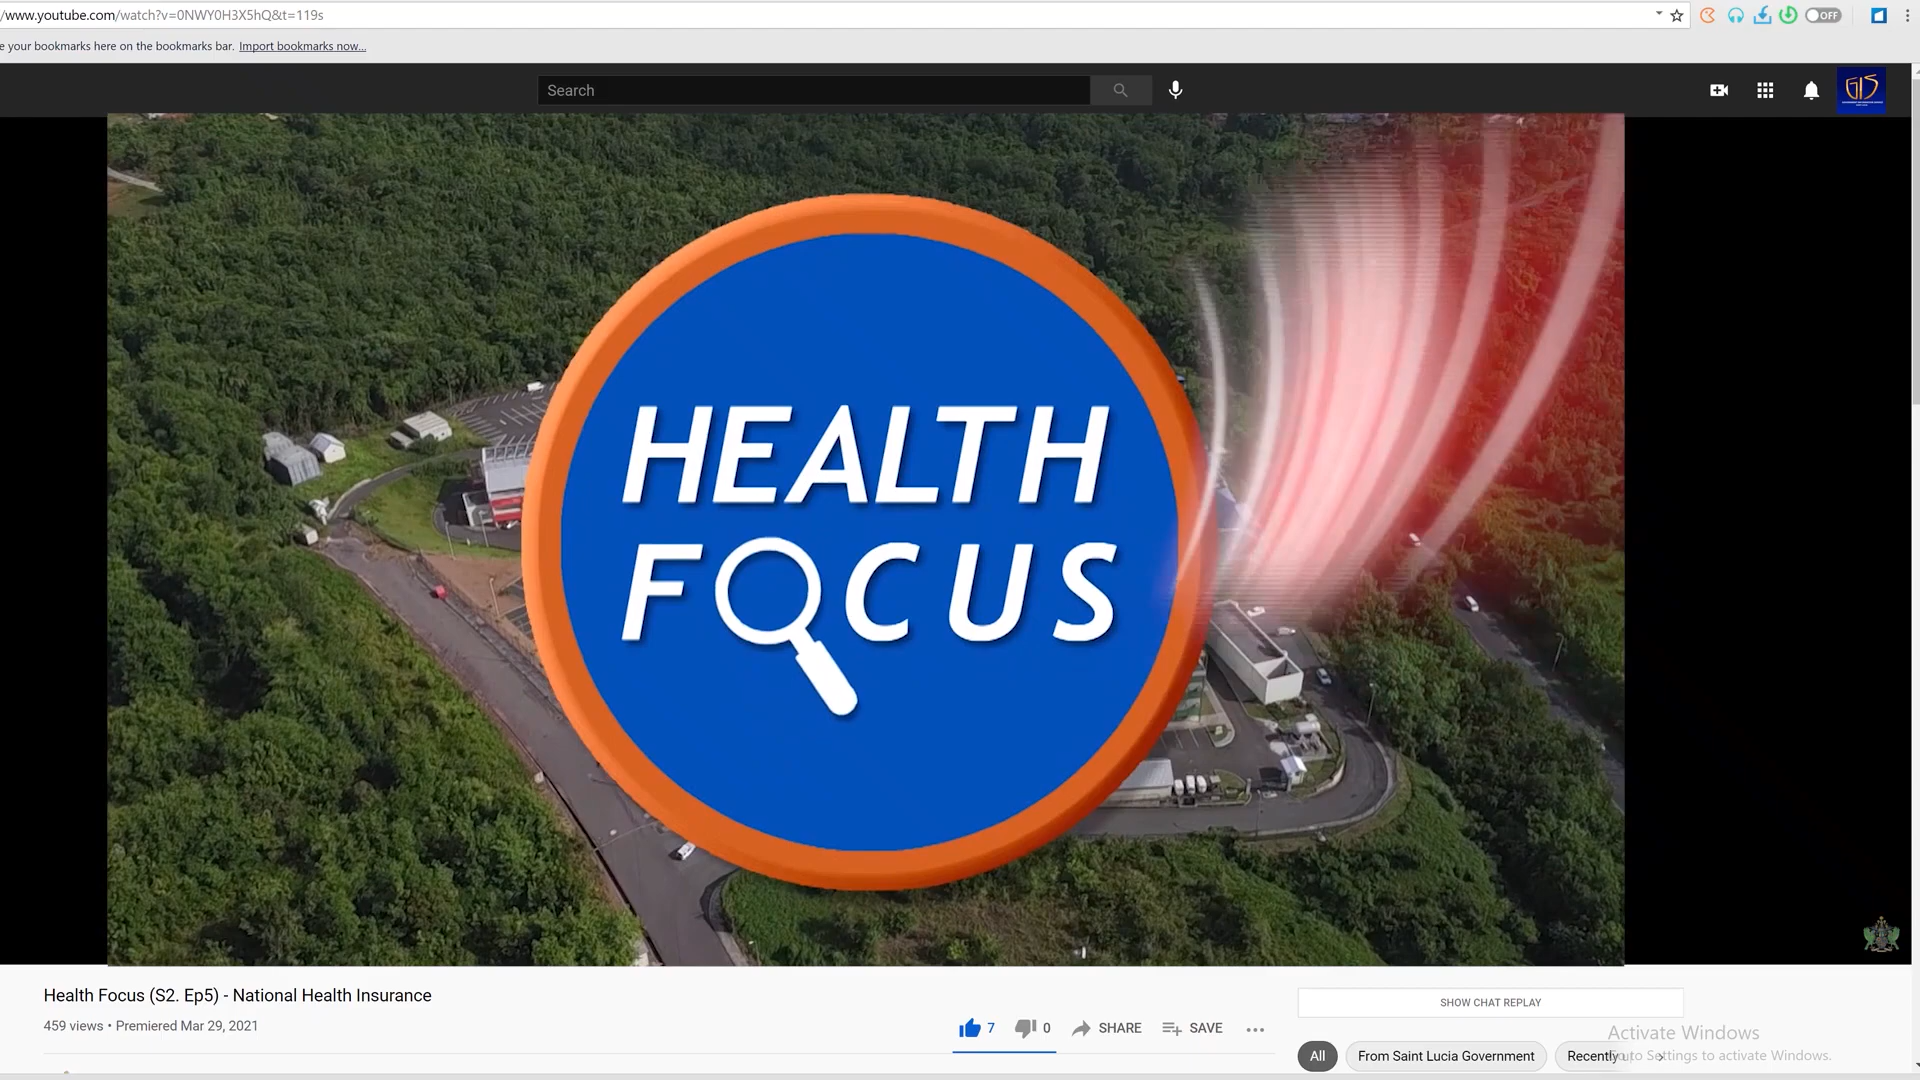 /www.youtube.com/watch?v=0NWY0H3X5hQ&t=119s
OFF
e your bookmarks here on the bookmarks bar. Import bookmarks now...
Search
GIS
HEALTH
FOCUS
Health Focus (S2. Ep5) - National Health Insurance
459 views • Premiered Mar 29, 2021
7
0
SHARE
SAVE
SHOW CHAT REPLAY
Activate Windows
to Settings to activate Windows.
All
From Saint Lucia Government
Recently